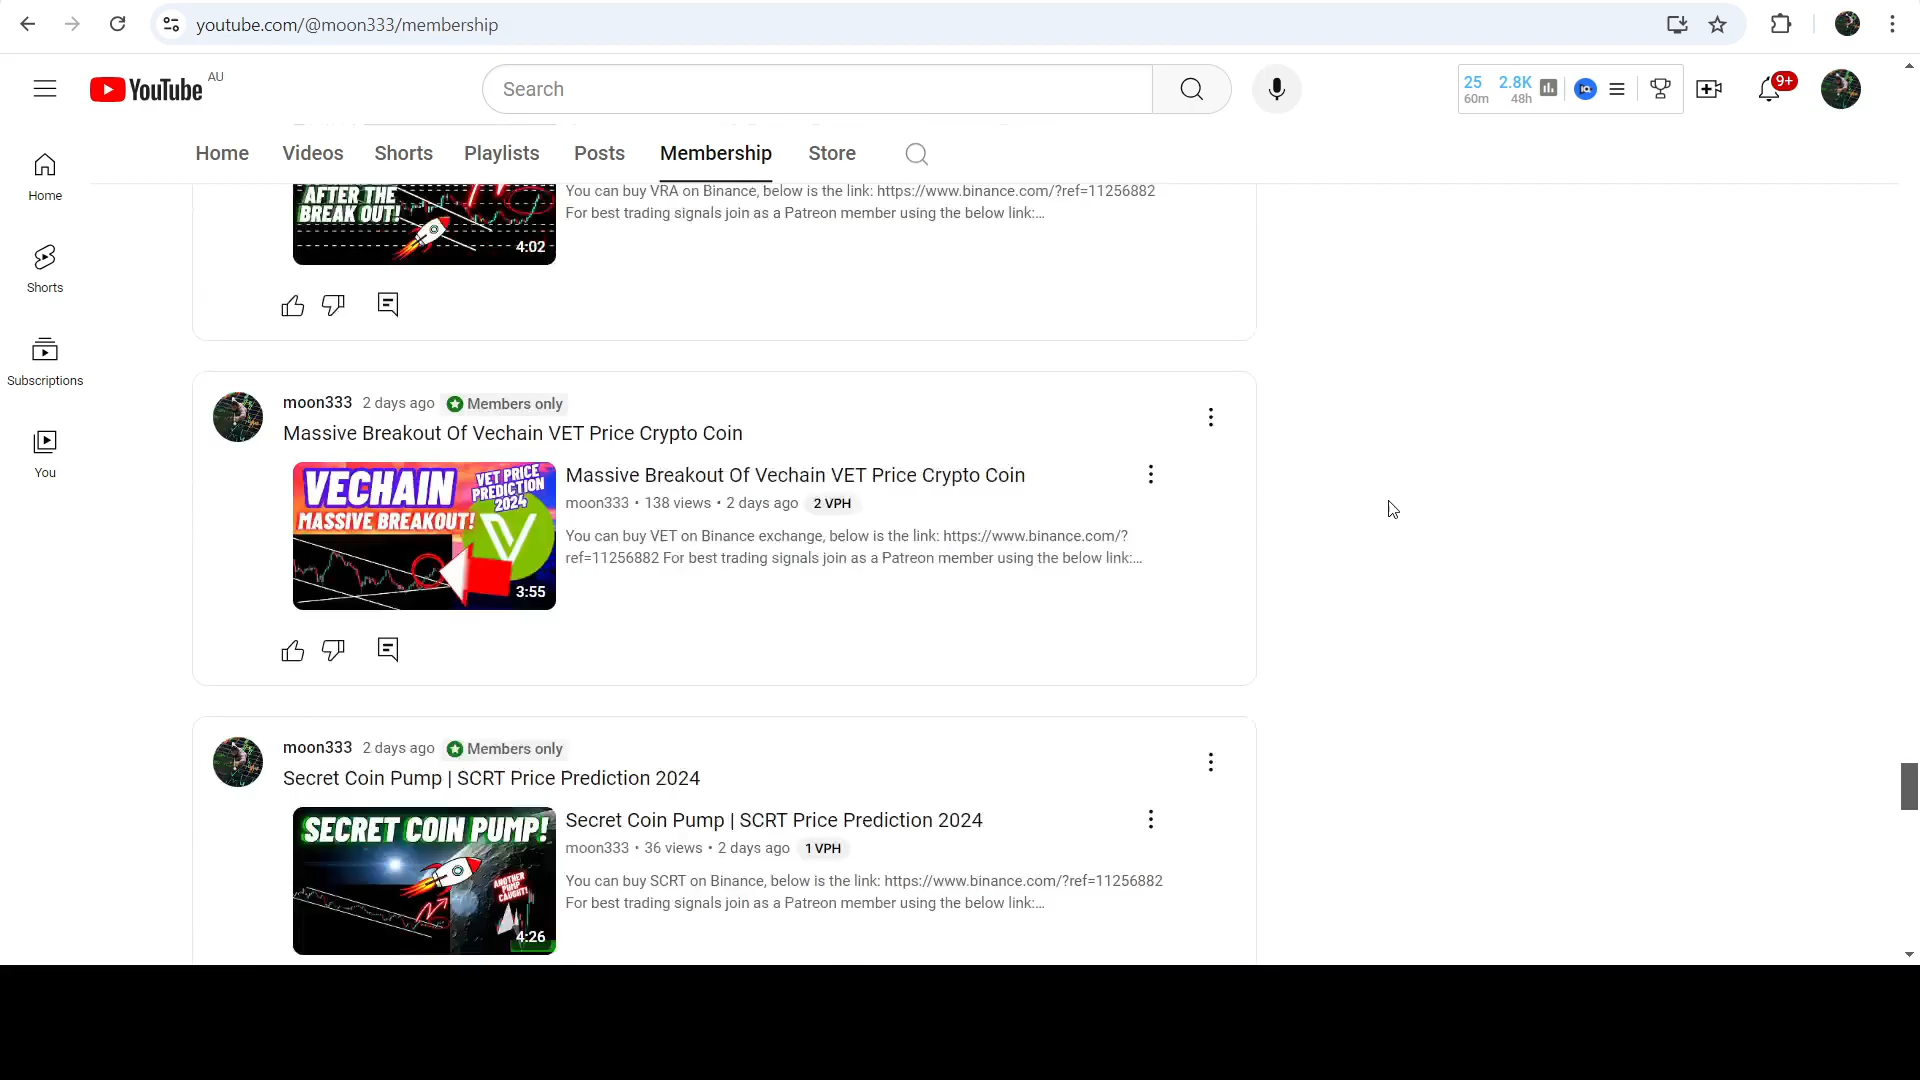 youtube.com/@moon333/membership
YouTube AU
Search
25 2.8K
60m 48h
IQ
9+
Home Videos Shorts Playlists Posts Membership Store
Home
Shorts
Subscriptions
You
AFTER THE
BREAK OUT!
4:02
You can buy VRA on Binance, below is the link: https://www.binance.com/?ref=11256882
For best trading signals join as a Patreon member using the below link:...
moon333 2 days ago Members only
Massive Breakout Of Vechain VET Price Crypto Coin
VECHAIN
MASSIVE BREAKOUT!
VET PRICE
PREDICTION
2024
3:55
Massive Breakout Of Vechain VET Price Crypto Coin
moon333 • 138 views • 2 days ago 2 VPH
You can buy VET on Binance exchange, below is the link: https://www.binance.com/?
ref=11256882 For best trading signals join as a Patreon member using the below link:...
moon333 2 days ago Members only
Secret Coin Pump | SCRT Price Prediction 2024
SECRET COIN PUMP!
ANOTHER
PUMP
CAUGHT!
4:26
Secret Coin Pump | SCRT Price Prediction 2024
moon333 • 36 views • 2 days ago 1 VPH
You can buy SCRT on Binance, below is the link: https://www.binance.com/?ref=11256882
For best trading signals join as a Patreon member using the below link:...